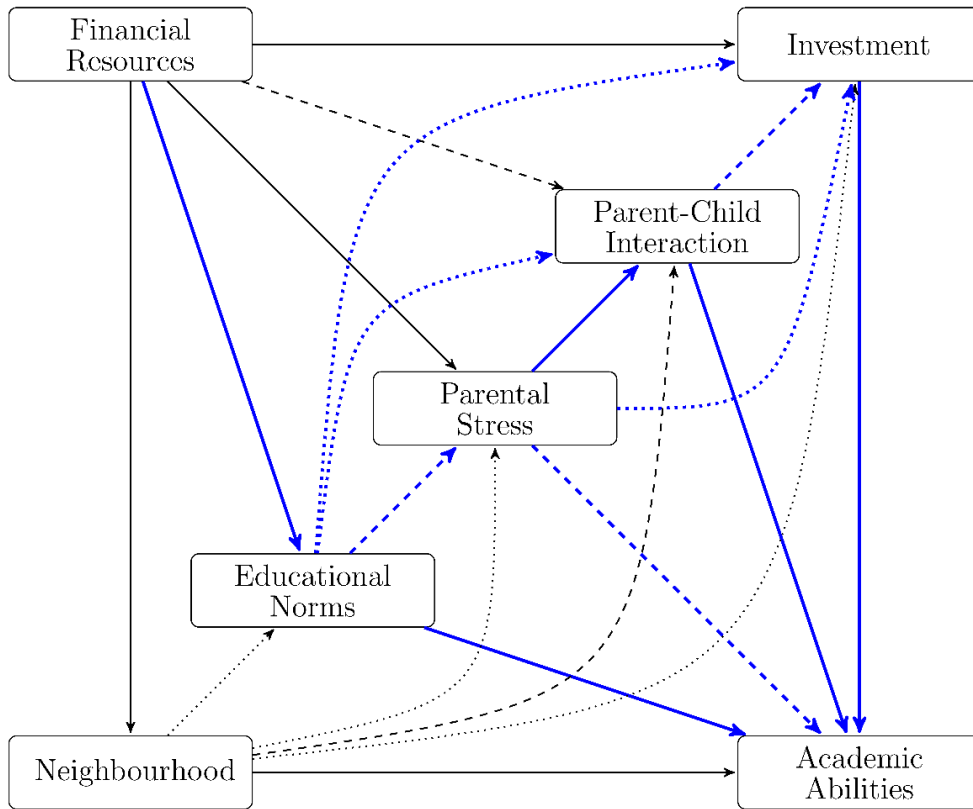 Financial
Resources
Investment
Parent-Child
Interaction
Parental
Stress
Educational
Norms
Neighbourhood
Academic
Abilities